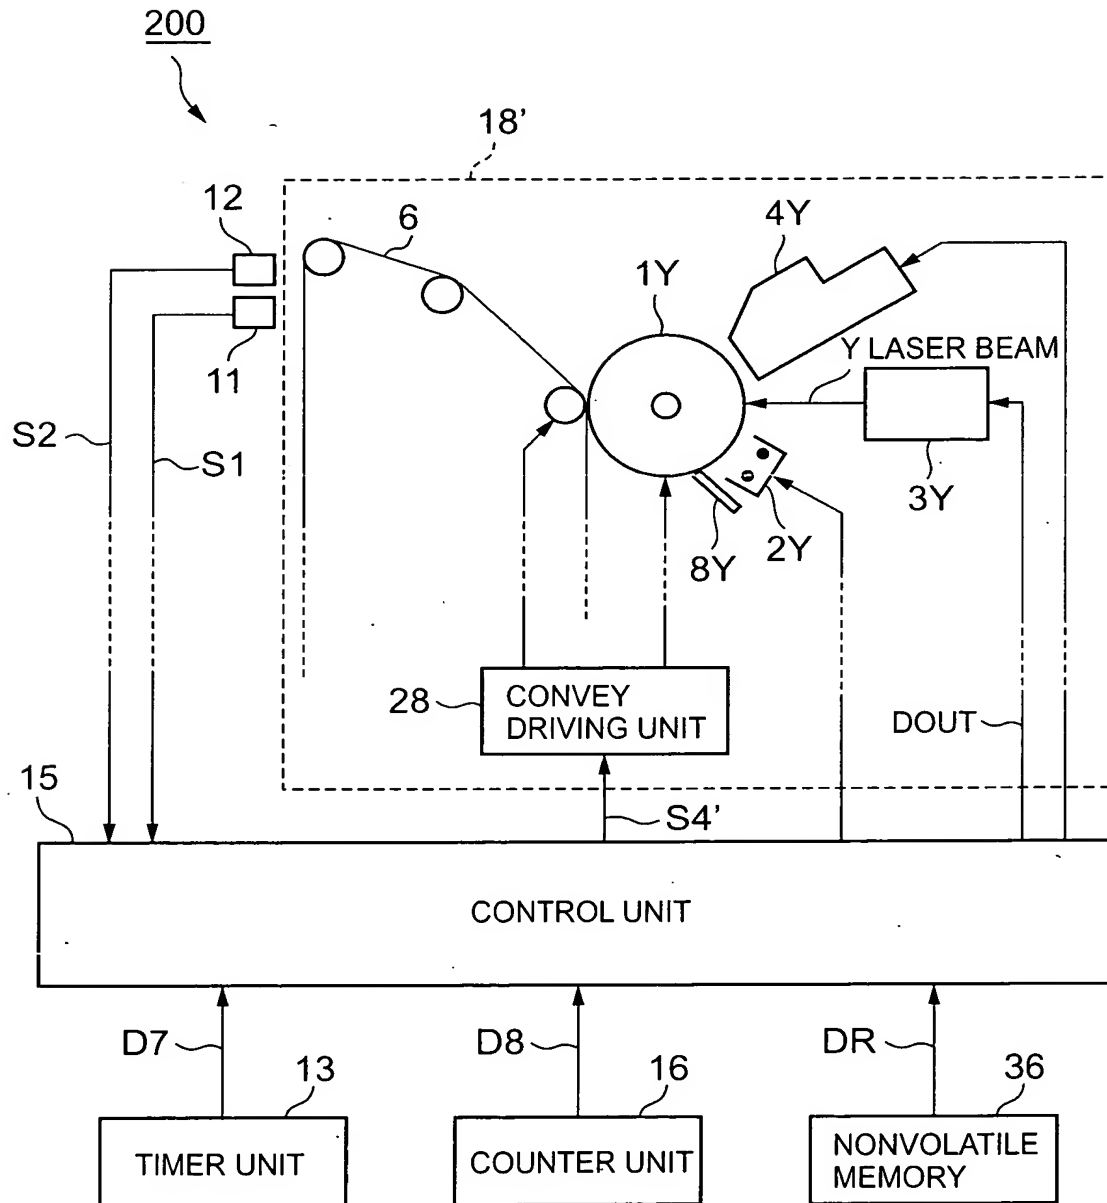 200
18'
12
6
4Y
1Y
Y LASER BEAM
11
S2
S1
3Y
2Y
8Y
28
CONVEY
DRIVING UNIT
DOUT
15
S4'
CONTROL UNIT
D7
D8
DR
13
16
36
TIMER UNIT
COUNTER UNIT
NONVOLATILE
MEMORY